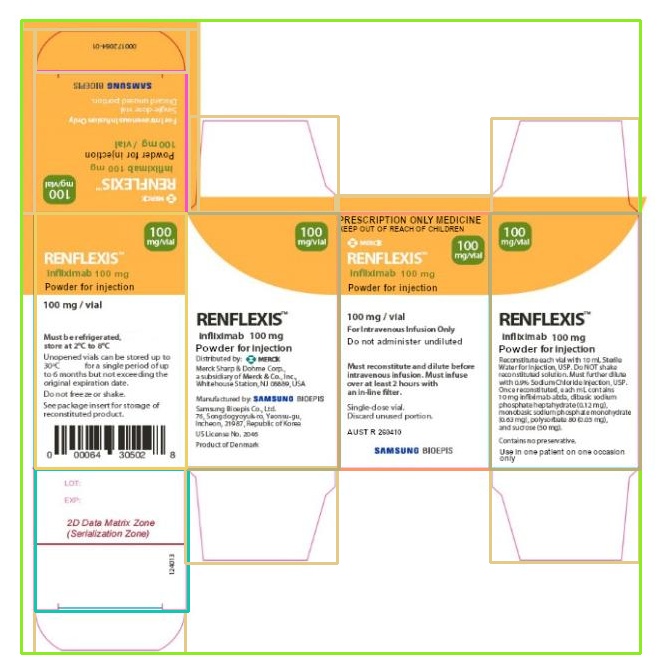 00017 2064-01
SAMSUNG BIOEPIS
Discard unused portion.
Single-dose vial.
For Intravenous Infusion Only
100 mg / vial
Powder for injection
infliximab 100 mg
RENFLEXIS™
MERCK
100
mg/vial
100
mg/vial
RENFLEXIS™
infliximab 100 mg
Powder for injection
100 mg / vial
Must be refrigerated,
store at 2ºC to 8ºC
Unopened vials can be stored up to
30ºC for a single period of up
to 6 months but not exceeding the
original expiration date.
Do not freeze or shake.
See package insert for storage of
reconstituted product.
0 00064 30502 8
100
mg/vial
RENFLEXIS™
infliximab 100 mg
Powder for injection
Distributed by: MERCK
Merck Sharp & Dohme Corp.,
a subsidiary of Merck & Co., Inc.,
Whitehouse Station, NJ 08889, USA
Manufactured by: SAMSUNG BIOEPIS
Samsung Bioepis Co., Ltd.
76, Songdogyoyuk-ro, Yeonsu-gu,
Incheon, 21987, Republic of Korea
US License No. 2046
Product of Denmark
PRESCRIPTION ONLY MEDICINE
KEEP OUT OF REACH OF CHILDREN
MERCK
100
mg/vial
RENFLEXIS™
infliximab 100 mg
Powder for injection
100 mg / vial
For Intravenous Infusion Only
Do not administer undiluted
Must reconstitute and dilute before
intravenous infusion. Must infuse
over at least 2 hours with
an in-line filter.
Single-dose vial.
Discard unused portion.
AUST R 260410
SAMSUNG BIOEPIS
100
mg/vial
RENFLEXIS™
infliximab 100 mg
Powder for injection
Reconstitute each vial with 10 mL Sterile
Water for Injection, USP. Do NOT shake
reconstituted solution. Must further dilute
with 0.9% Sodium Chloride Injection, USP.
Once reconstituted, each mL contains
10 mg infliximab-abda, dibasic sodium
phosphate heptahydrate (0.12 mg),
monobasic sodium phosphate monohydrate
(0.63 mg), polysorbate 80 (0.05 mg),
and sucrose (50 mg).
Contains no preservative.
Use in one patient on one occasion
only
LOT:
EXP:
2D Data Matrix Zone
(Serialization Zone)
124013